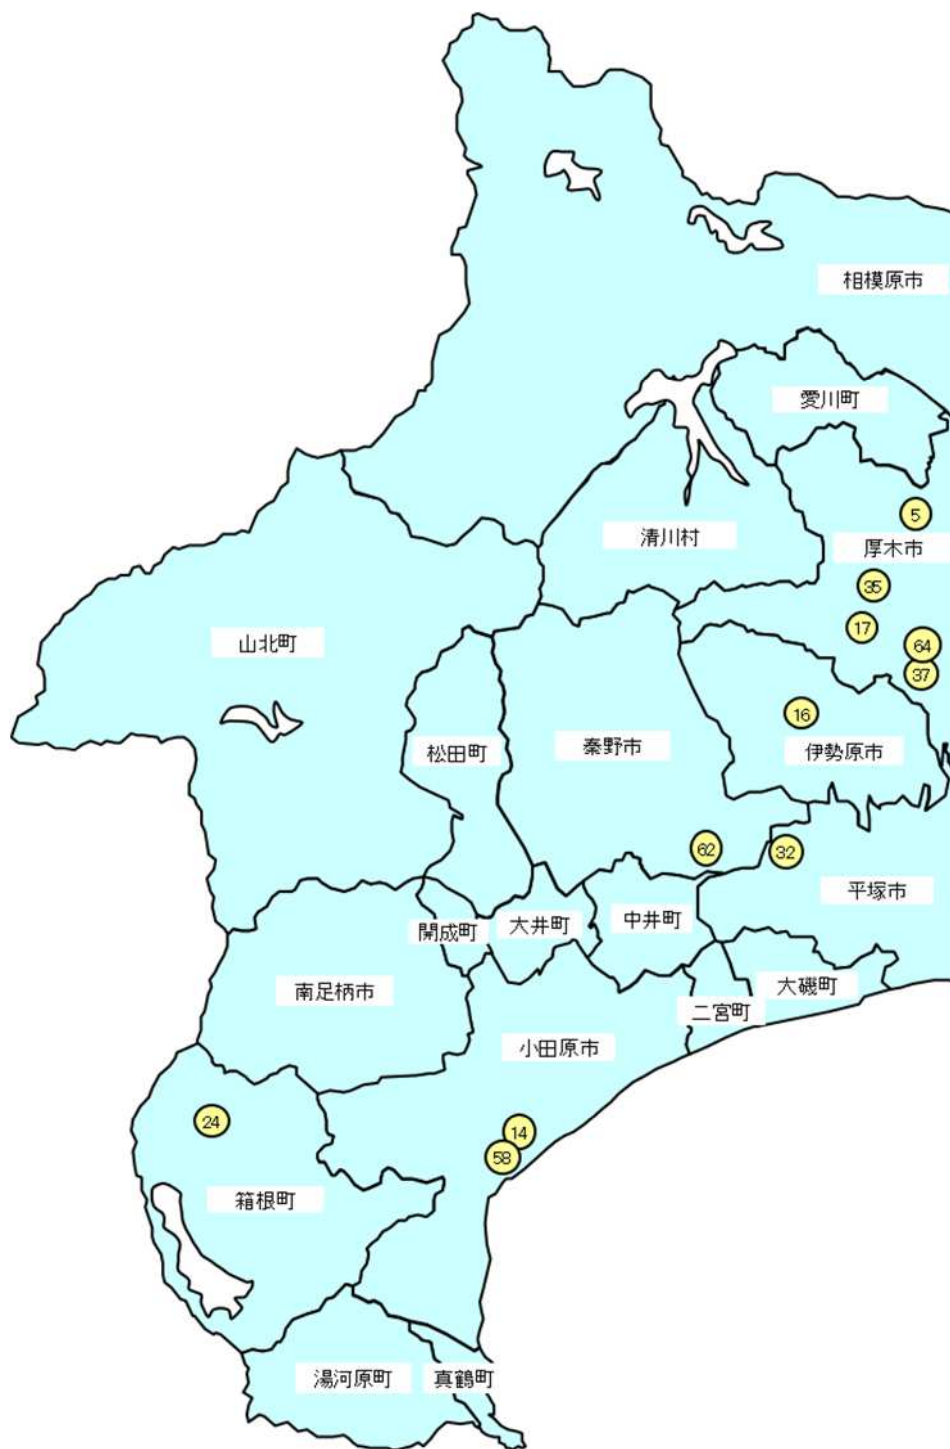 相模原市
愛川町
5
清川村
厚木市
35
17
山北町
64
37
16
松田町
秦野市
伊勢原市
62
32
平塚市
開成町
大井町
中井町
南足柄市
大磯町
二宮町
小田原市
24
14
58
箱根町
湯河原町
真鶴町